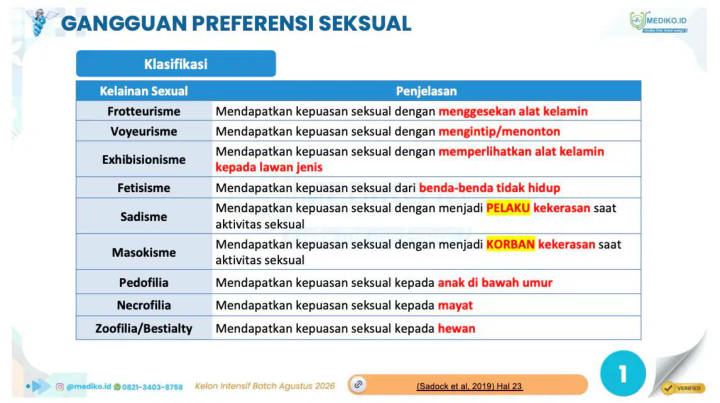 GANGGUAN PREFERENSI SEKSUAL
MEDIKO.ID
Klasifikasi
Kelainan Sexual Penjelasan
Frotteurisme Mendapatkan kepuasan seksual dengan menggesekan alat kelamin
Voyeurisme Mendapatkan kepuasan seksual dengan mengintip/menonton
Exhibisionisme Mendapatkan kepuasan seksual dengan memperlihatkan alat kelamin
kepada lawan jenis
Fetisisme Mendapatkan kepuasan seksual dari benda-benda tidak hidup
Sadisme Mendapatkan kepuasan seksual dengan menjadi PELAKU kekerasan saat
aktivitas seksual
Masokisme Mendapatkan kepuasan seksual dengan menjadi KORBAN kekerasan saat
aktivitas seksual
Pedofilia Mendapatkan kepuasan seksual kepada anak di bawah umur
Necrofilia Mendapatkan kepuasan seksual kepada mayat
Zoofilia/Bestialty Mendapatkan kepuasan seksual kepada hewan
@mediko.id 0821-3403-8758 Kelon Intensif Batch Agustus 2026 (Sadock et al, 2019) Hal 23 1 VERIFIED